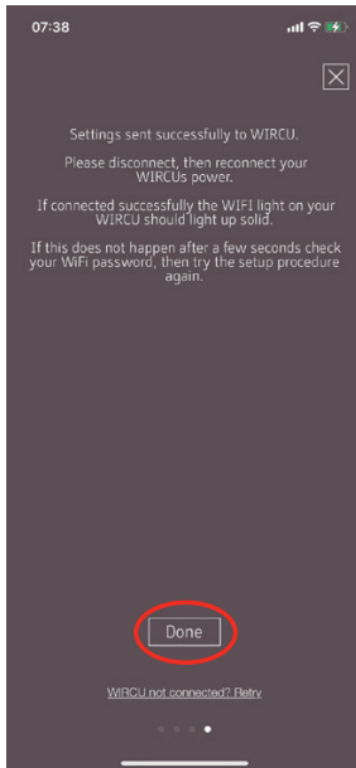 07:38
Settings sent successfully to WIRCU.
Please disconnect, then reconnect your
WIRCUs power.
If connected successfully the WIFI light on your
WIRCU should light up solid.
If this does not happen after a few seconds check
your WiFi password, then try the setup procedure
again.
Done
WIRCU not connected? Retry